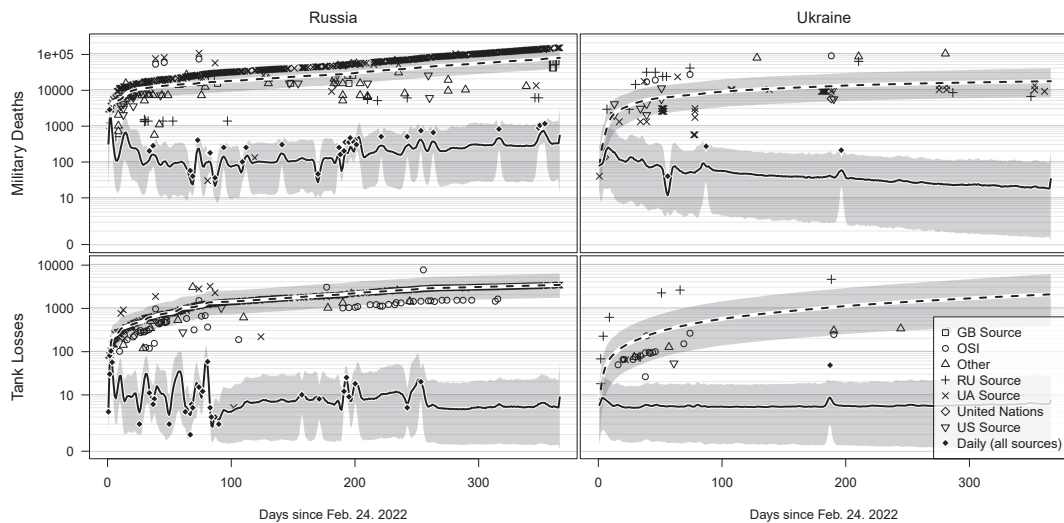 Russia
Ukraine
Military Deaths
1e+05
10000
1000
100
10
0
Tank Losses
10000
1000
100
10
0
GB Source
OSI
Other
RU Source
UA Source
United Nations
US Source
Daily (all sources)
0 100 200 300
0 100 200 300
Days since Feb. 24. 2022
Days since Feb. 24. 2022